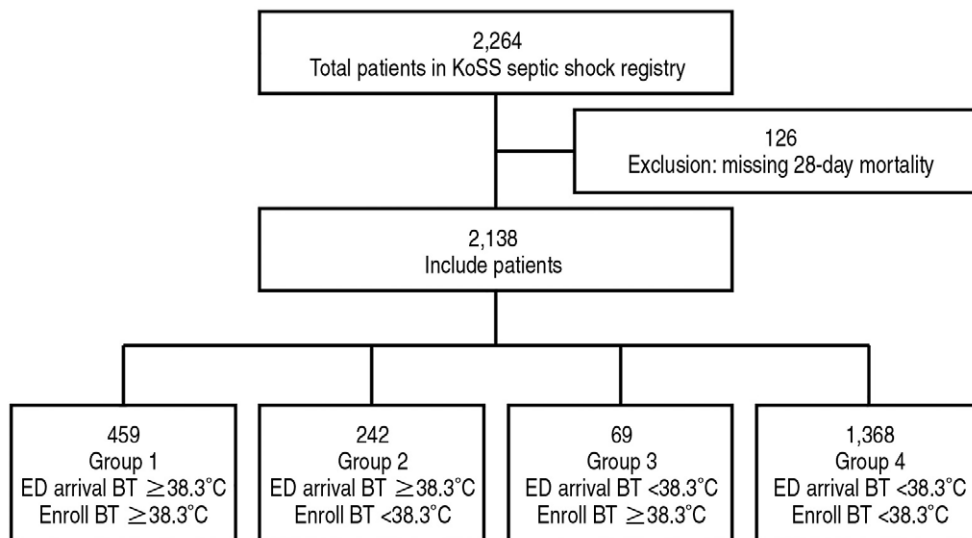 2,264
Total patients in KoSS septic shock registry
126
Exclusion: missing 28-day mortality
2,138
Include patients
459
Group 1
ED arrival BT ≥38.3°C
Enroll BT ≥38.3°C
242
Group 2
ED arrival BT ≥38.3°C
Enroll BT <38.3°C
69
Group 3
ED arrival BT <38.3°C
Enroll BT ≥38.3°C
1,368
Group 4
ED arrival BT <38.3°C
Enroll BT <38.3°C